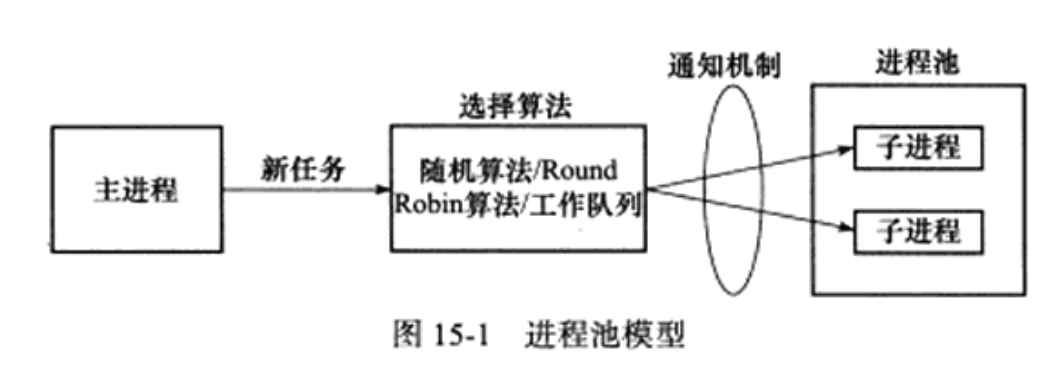 通知机制
进程池
选择算法
主进程
新任务
随机算法/Round
Robin算法/工作队列
子进程
子进程
图 15-1 进程池模型